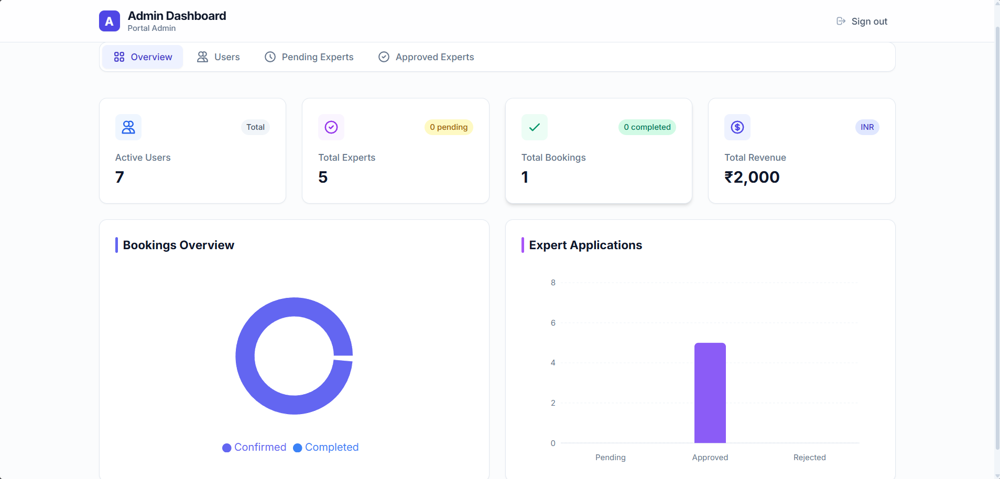 A
Admin Dashboard
Portal Admin
Sign out
Overview
Users
Pending Experts
Approved Experts
Total
Active Users
7
0 pending
Total Experts
5
0 completed
Total Bookings
1
INR
Total Revenue
₹2,000
Bookings Overview
Confirmed
Completed
Expert Applications
8
6
4
2
0
Pending
Approved
Rejected